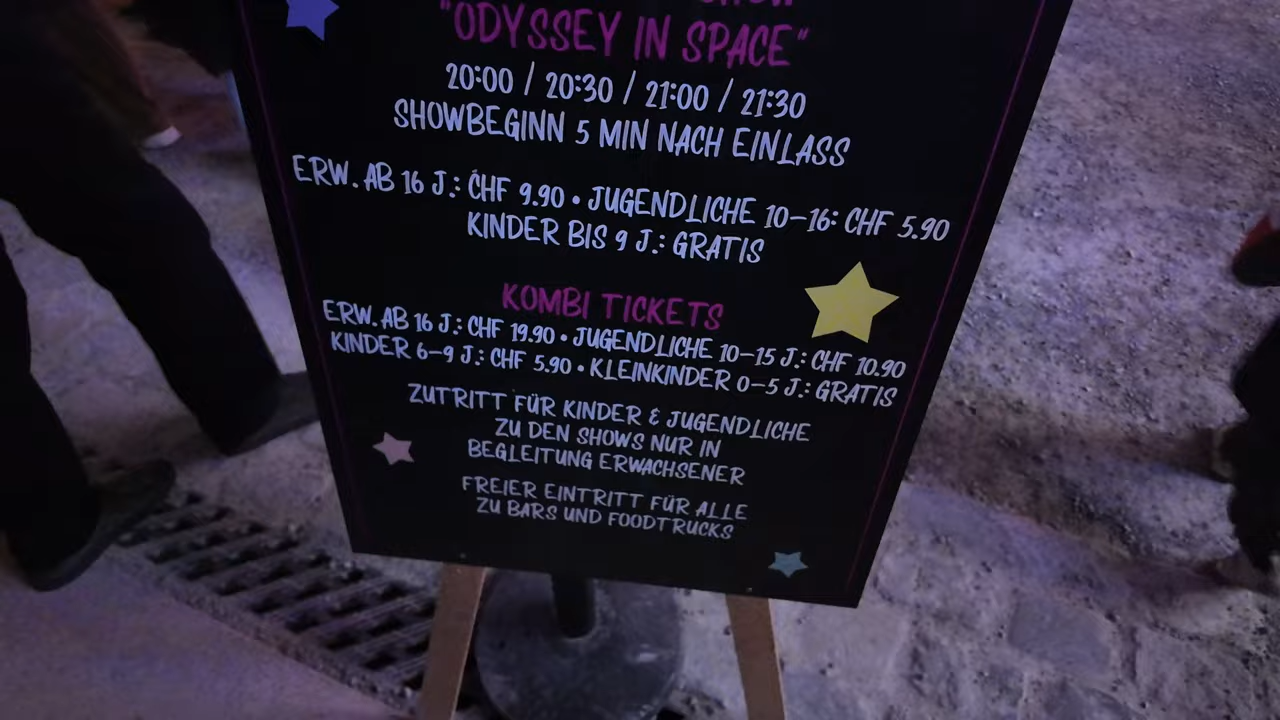 SHOW
"ODYSSEY IN SPACE"
20:00 / 20:30 / 21:00 / 21:30
SHOWBEGINN 5 MIN NACH EINLASS
ERW. AB 16 J.: CHF 9.90 • JUGENDLICHE 10–16: CHF 5.90
KINDER BIS 9 J.: GRATIS
KOMBI TICKETS
ERW. AB 16 J.: CHF 19.90 • JUGENDLICHE 10–15 J.: CHF 10.90
KINDER 6–9 J.: CHF 5.90 • KLEINKINDER 0–5 J.: GRATIS
ZUTRITT FÜR KINDER & JUGENDLICHE
ZU DEN SHOWS NUR IN
BEGLEITUNG ERWACHSENER
FREIER EINTRITT FÜR ALLE
ZU BARS UND FOODTRUCKS